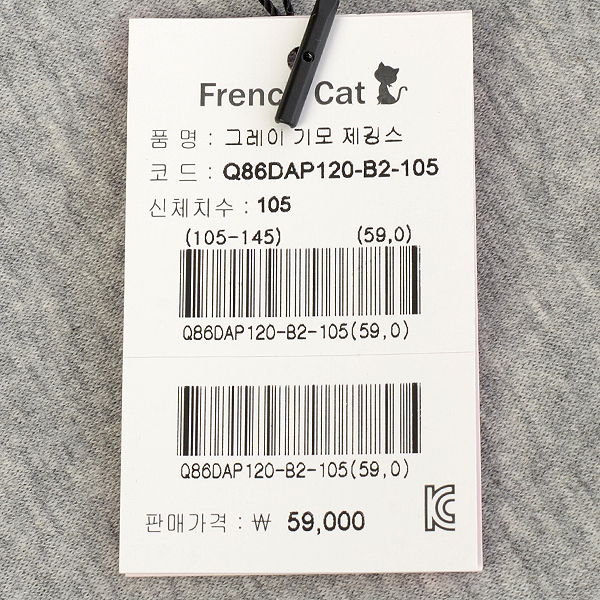 French Cat
품 명 : 그레이 기모 제깅스
코 드 : Q86DAP120-B2-105
신체치수 : 105
(105-145) (59,0)
Q86DAP120-B2-105(59,0)
Q86DAP120-B2-105(59,0)
판매가격 : ₩ 59,000